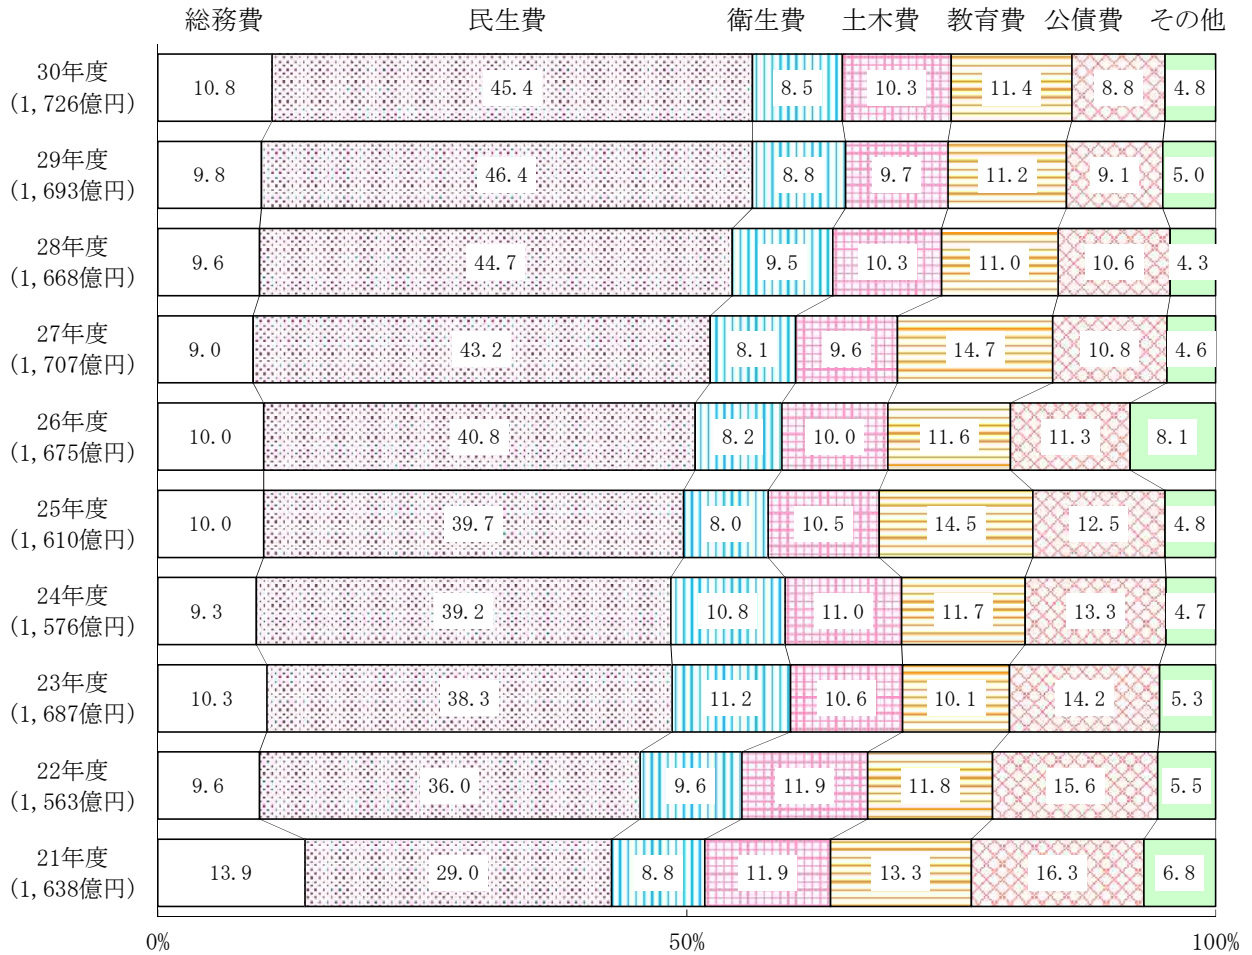 総務費 民生費 衛生費 土木費 教育費 公債費 その他
30年度
(1,726億円)
10.8 45.4 8.5 10.3 11.4 8.8 4.8
29年度
(1,693億円)
9.8 46.4 8.8 9.7 11.2 9.1 5.0
28年度
(1,668億円)
9.6 44.7 9.5 10.3 11.0 10.6 4.3
27年度
(1,707億円)
9.0 43.2 8.1 9.6 14.7 10.8 4.6
26年度
(1,675億円)
10.0 40.8 8.2 10.0 11.6 11.3 8.1
25年度
(1,610億円)
10.0 39.7 8.0 10.5 14.5 12.5 4.8
24年度
(1,576億円)
9.3 39.2 10.8 11.0 11.7 13.3 4.7
23年度
(1,687億円)
10.3 38.3 11.2 10.6 10.1 14.2 5.3
22年度
(1,563億円)
9.6 36.0 9.6 11.9 11.8 15.6 5.5
21年度
(1,638億円)
13.9 29.0 8.8 11.9 13.3 16.3 6.8
0% 50% 100%